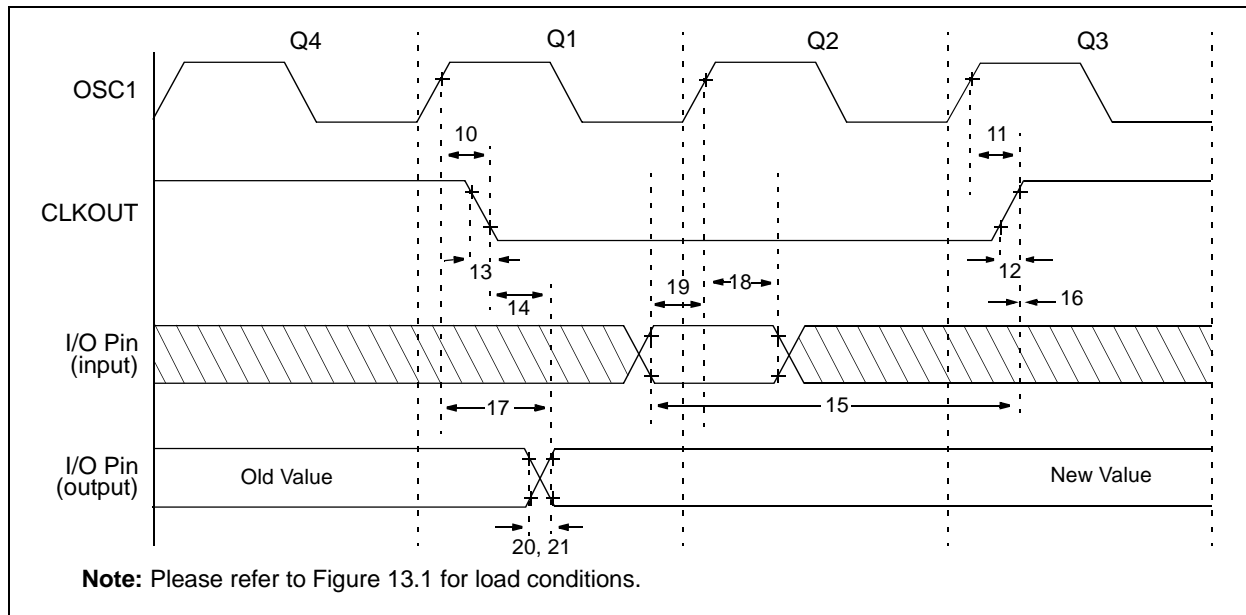 Q4 Q1 Q2 Q3
OSC1
10 11
CLKOUT
13 19 18 12
14 16
I/O Pin
(input)
17 15
I/O Pin
(output)
Old Value New Value
20, 21
Note: Please refer to Figure 13.1 for load conditions.